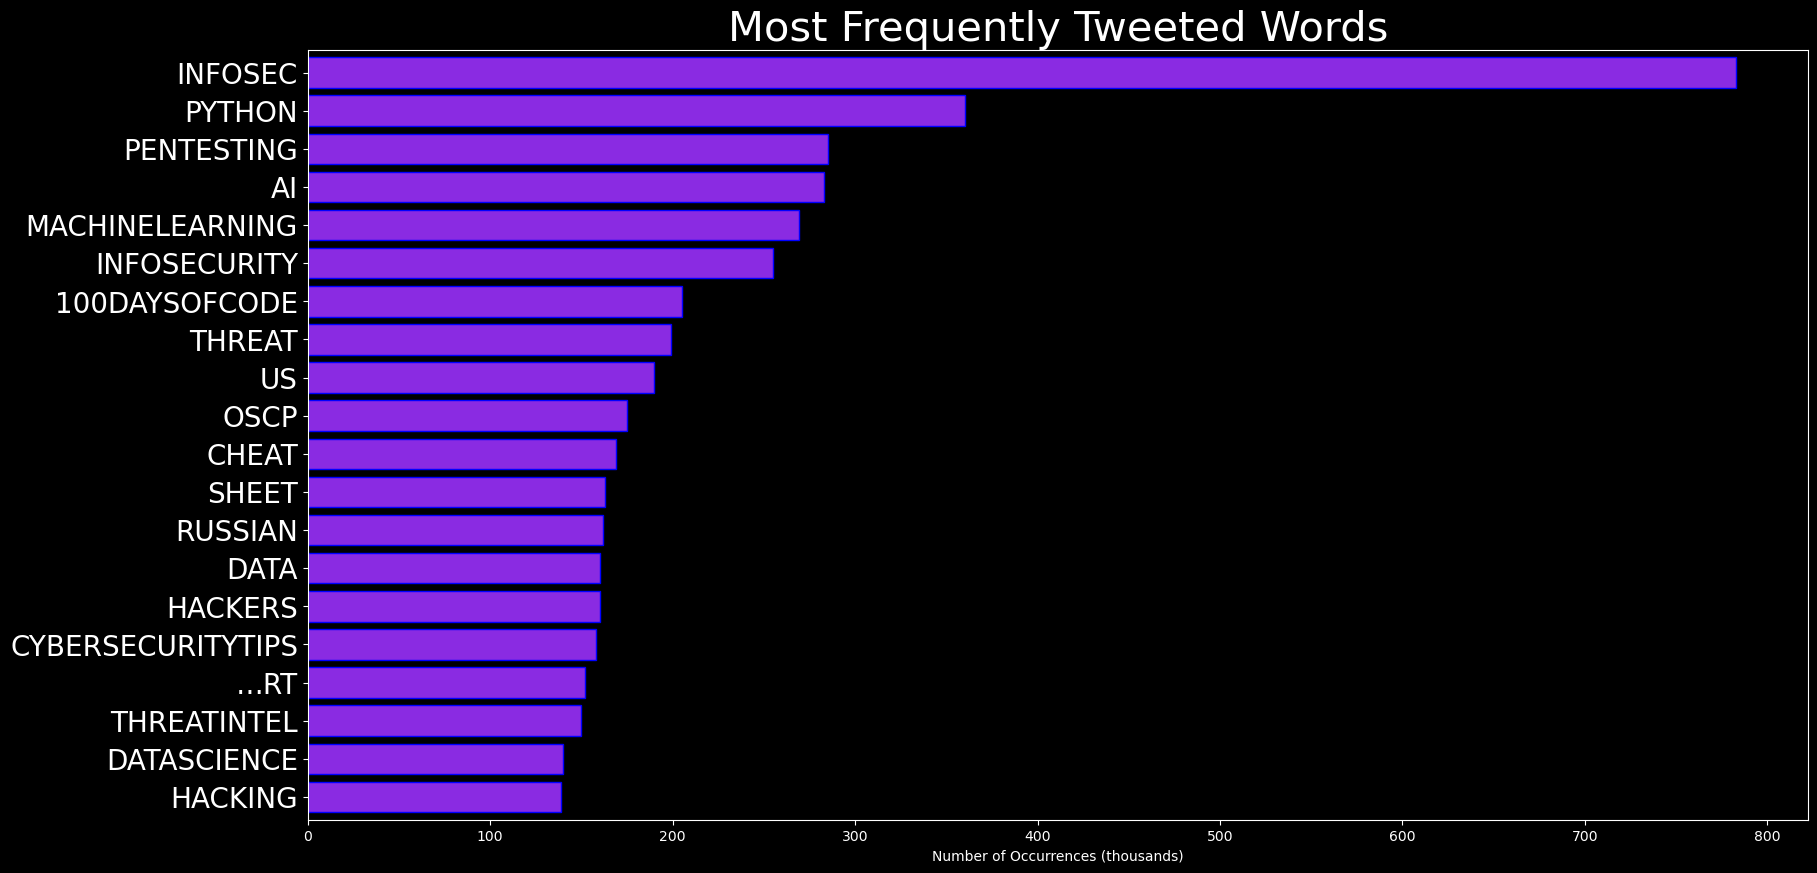 Most Frequently Tweeted Words
INFOSEC
PYTHON
PENTESTING
AI
MACHINELEARNING
INFOSECURITY
100DAYSOFCODE
THREAT
US
OSCP
CHEAT
SHEET
RUSSIAN
DATA
HACKERS
CYBERSECURITYTIPS
…RT
THREATINTEL
DATASCIENCE
HACKING
0 100 200 300 400 500 600 700 800
Number of Occurrences (thousands)